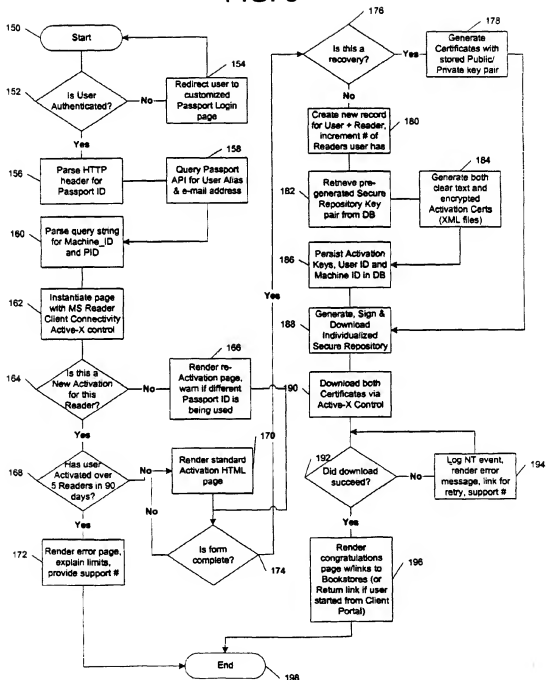 150
Start
152
Is User
Authenticated?
No
154
Redirect user to
customized
Passport Login
page
Yes
156
Parse HTTP
header for
Passport ID
158
Query Passport
API for User Alias
& e-mail address
160
Parse query string
for Machine_ID
and PID
162
Instantiate page
with MS Reader
Client Connectivity
Active-X control
164
Is this a
New Activation for
this Reader?
No
166
Render re-
Activation page,
warn if different
Passport ID is
being used
Yes
168
Has user
Activated over
5 Readers in 90
days?
No
170
Render standard
Activation HTML
page
No
Is form
complete?
174
Yes
Yes
172
Render error page,
explain limits,
provide support #
176
Is this a
recovery?
Yes
178
Generate
Certificates with
stored Public/
Private key pair
No
Create new record
for User + Reader,
increment # of
Readers user has
180
182
Retrieve pre-
generated Secure
Repository Key
pair from DB
184
Generate both
clear text and
encrypted
Activation Certs
(XML files)
186
Persist Activation
Keys, User ID and
Machine ID in DB
188
Generate, Sign &
Download
Individualized
Secure Repository
190
Download both
Certificates via
Active-X Control
192
Did download
succeed?
No
Log NT event,
render error
message, link for
retry, support #
194
Yes
Render
congratulations
page w/links to
Bookstores (or
Return link if user
started from Client
Portal)
196
End
198